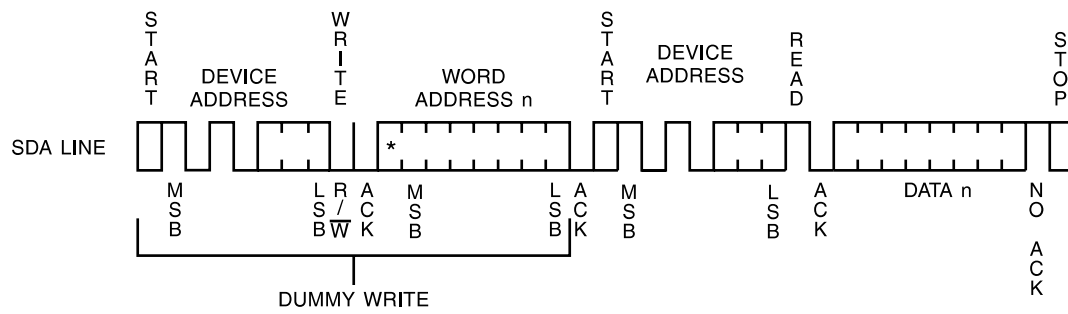 START
WRITE
START
READ
STOP
DEVICE
ADDRESS
WORD
ADDRESS n
DEVICE
ADDRESS
SDA LINE
*
MSB
LSB
R/W
ACK
MSB
LSB
ACK
MSB
LSB
ACK
DATA n
NO ACK
DUMMY WRITE